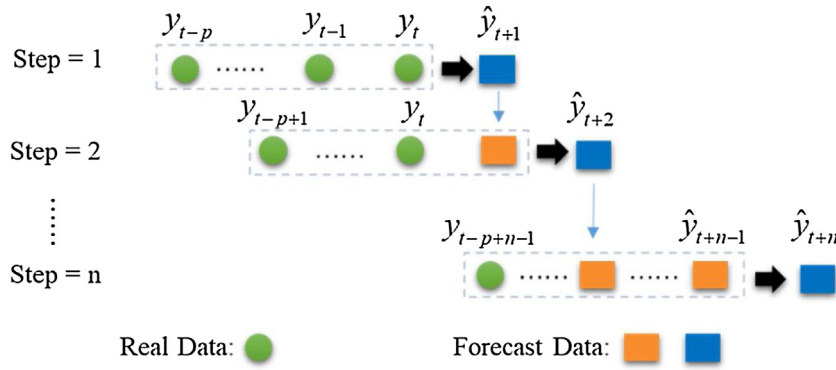 y_{t-p} y_{t-1} y_t ŷ_{t+1}
Step = 1 ...... 
y_{t-p+1} y_t ŷ_{t+2}
Step = 2 ......
......
y_{t-p+n-1} ŷ_{t+n-1} ŷ_{t+n}
Step = n ...... ......
Real Data: Forecast Data: